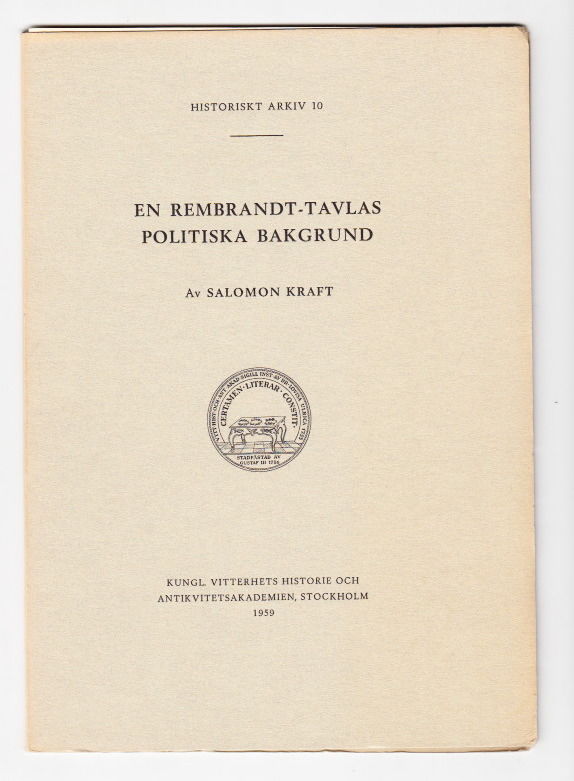 HISTORISKT ARKIV 10
EN REMBRANDT-TAVLAS
POLITISKA BAKGRUND
Av SALOMON KRAFT
CERTAMEN·LITERAR·CONSTIT·
STADFÄSTAD AV
GUSTAF III 1786
KUNGL. VITTERHETS HISTORIE OCH
ANTIKVITETSAKADEMIEN, STOCKHOLM
1959